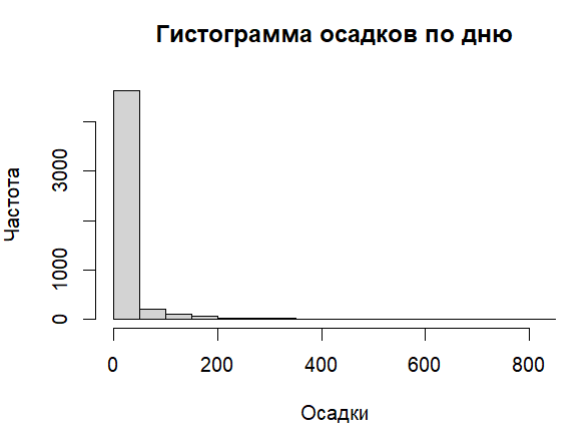 Гистограмма осадков по дню
Частота
3000
1000
0
0 200 400 600 800
Осадки